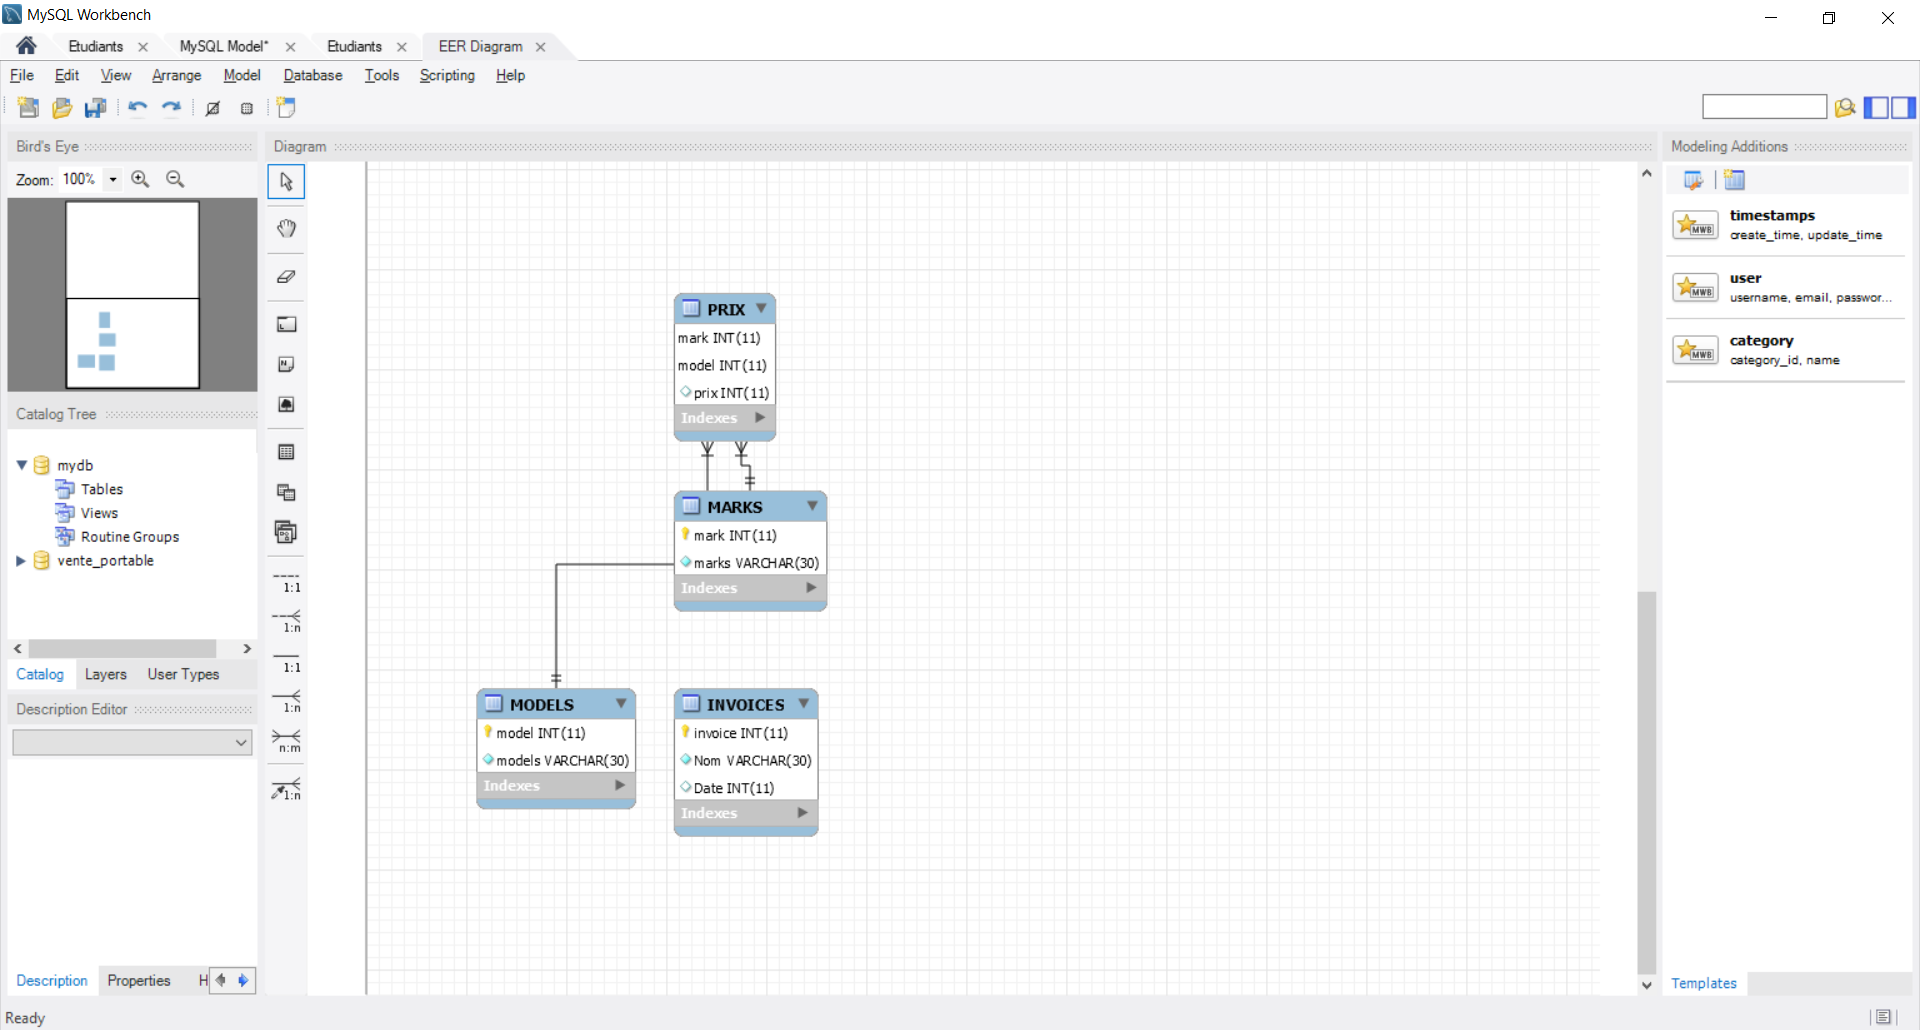 MySQL Workbench
Etudiants MySQL Model* Etudiants EER Diagram
File Edit View Arrange Model Database Tools Scripting Help
Bird's Eye
Zoom: 100%
Catalog Tree
mydb
Tables
Views
Routine Groups
vente_portable
Catalog Layers User Types
Description Editor
Description Properties H
Ready
Diagram
1:1
1:n
1:1
1:n
n:m
1:n
PRIX
mark INT(11)
model INT(11)
prix INT(11)
Indexes
MARKS
mark INT(11)
marks VARCHAR(30)
Indexes
MODELS
model INT(11)
models VARCHAR(30)
Indexes
INVOICES
invoice INT(11)
Nom VARCHAR(30)
Date INT(11)
Indexes
Modeling Additions
MWB
timestamps
create_time, update_time
MWB
user
username, email, passwor...
MWB
category
category_id, name
Templates